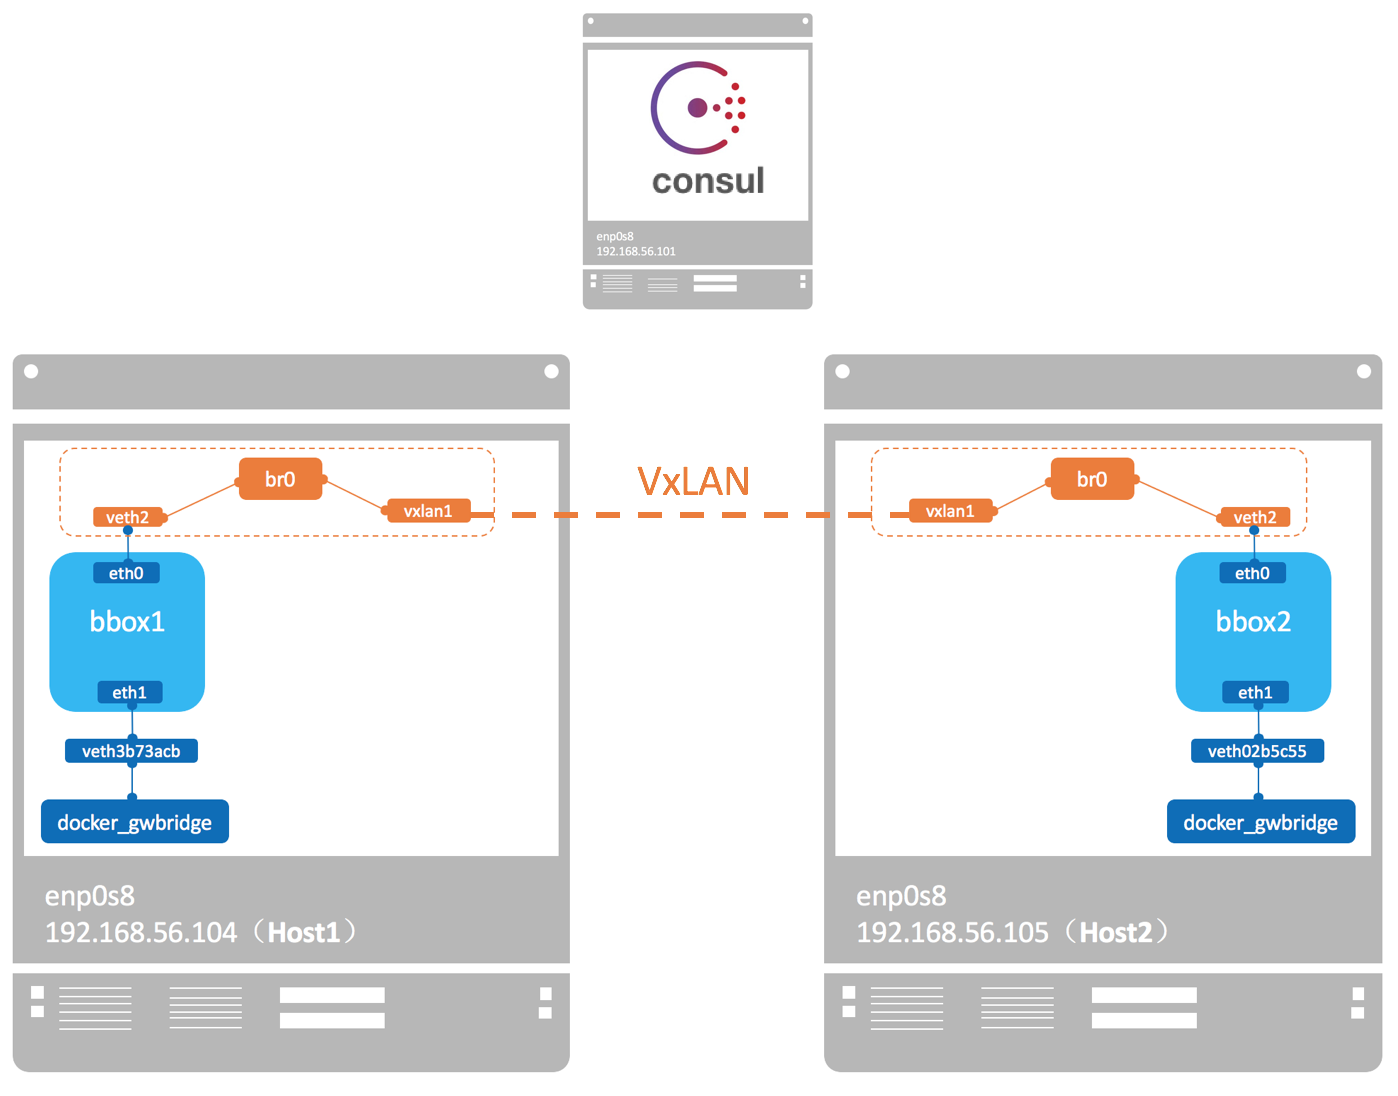 consul
enp0s8
192.168.56.101
VxLAN
br0
veth2
vxlan1
eth0
bbox1
eth1
veth3b73acb
docker_gwbridge
enp0s8
192.168.56.104（Host1）
br0
vxlan1
veth2
eth0
bbox2
eth1
veth02b5c55
docker_gwbridge
enp0s8
192.168.56.105（Host2）